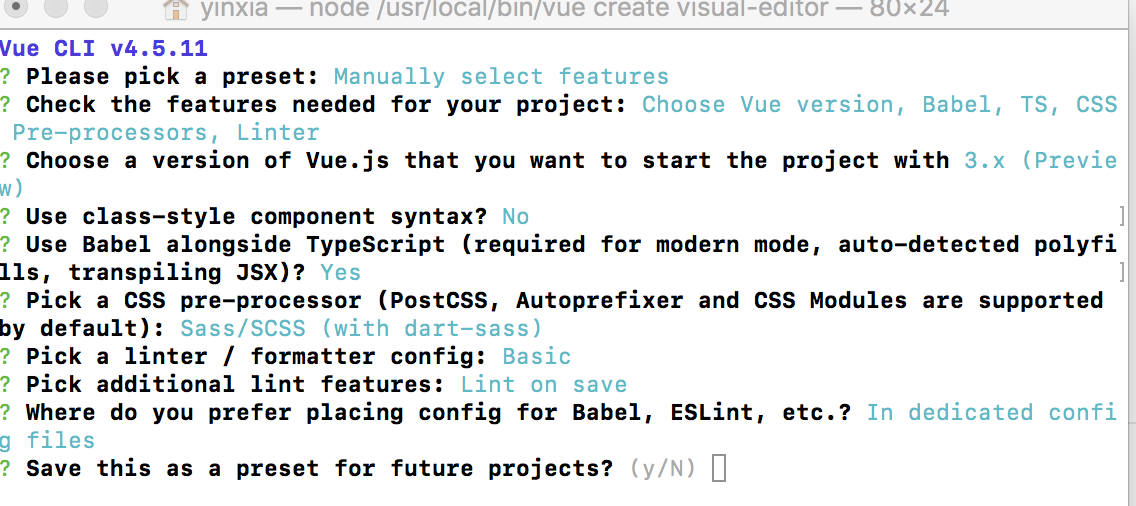 yinxia — node /usr/local/bin/vue create visual-editor — 80×24
Vue CLI v4.5.11
? Please pick a preset: Manually select features
? Check the features needed for your project: Choose Vue version, Babel, TS, CSS
Pre-processors, Linter
? Choose a version of Vue.js that you want to start the project with 3.x (Previe
w)
? Use class-style component syntax? No ]
? Use Babel alongside TypeScript (required for modern mode, auto-detected polyfi
lls, transpiling JSX)? Yes ]
? Pick a CSS pre-processor (PostCSS, Autoprefixer and CSS Modules are supported
by default): Sass/SCSS (with dart-sass)
? Pick a linter / formatter config: Basic
? Pick additional lint features: Lint on save
? Where do you prefer placing config for Babel, ESLint, etc.? In dedicated confi
g files
? Save this as a preset for future projects? (y/N)